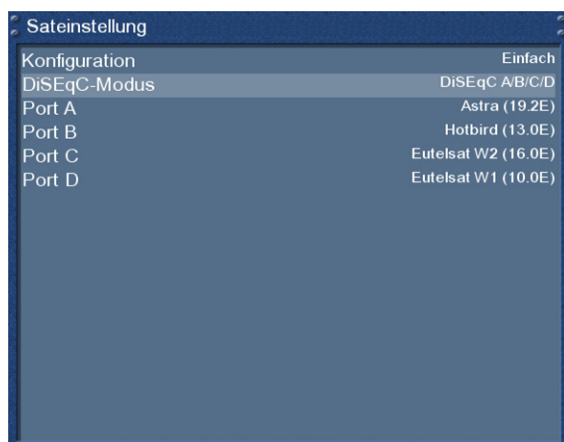 Sateinstellung
Konfiguration Einfach
DiSEqC-Modus DiSEqC A/B/C/D
Port A Astra (19.2E)
Port B Hotbird (13.0E)
Port C Eutelsat W2 (16.0E)
Port D Eutelsat W1 (10.0E)